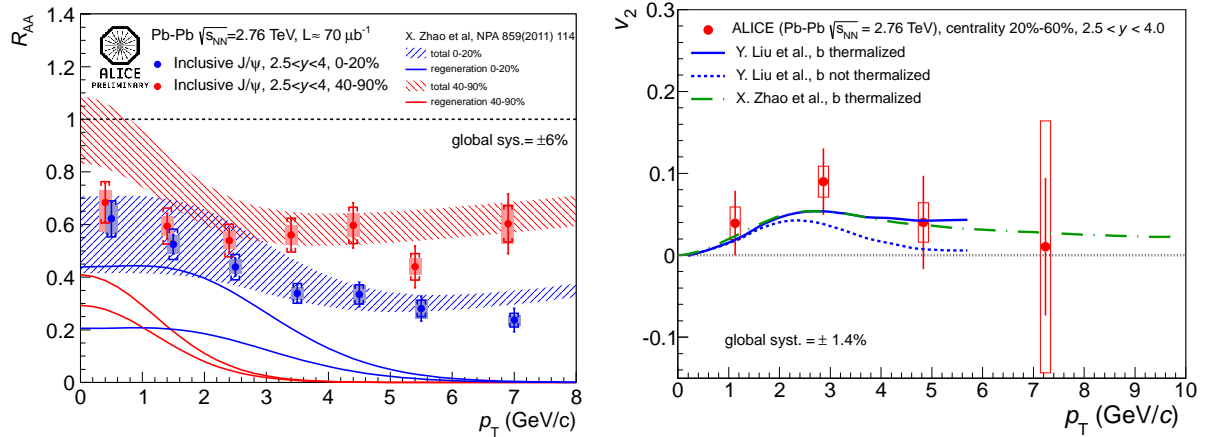 R_AA
1.4
1.2
1
0.8
0.6
0.4
0.2
0
ALICE
PRELIMINARY
Pb-Pb √s_NN=2.76 TeV, L≈ 70 μb⁻¹
Inclusive J/ψ, 2.5<y<4, 0-20%
Inclusive J/ψ, 2.5<y<4, 40-90%
X. Zhao et al, NPA 859(2011) 114
total 0-20%
regeneration 0-20%
total 40-90%
regeneration 40-90%
global sys.= ±6%
0 1 2 3 4 5 6 7 8
p_T (GeV/c)
v_2
0.3
0.2
0.1
0
-0.1
ALICE (Pb-Pb √s_NN = 2.76 TeV), centrality 20%-60%, 2.5 < y < 4.0
Y. Liu et al., b thermalized
Y. Liu et al., b not thermalized
X. Zhao et al., b thermalized
global syst. = ± 1.4%
0 1 2 3 4 5 6 7 8 9 10
p_T (GeV/c)